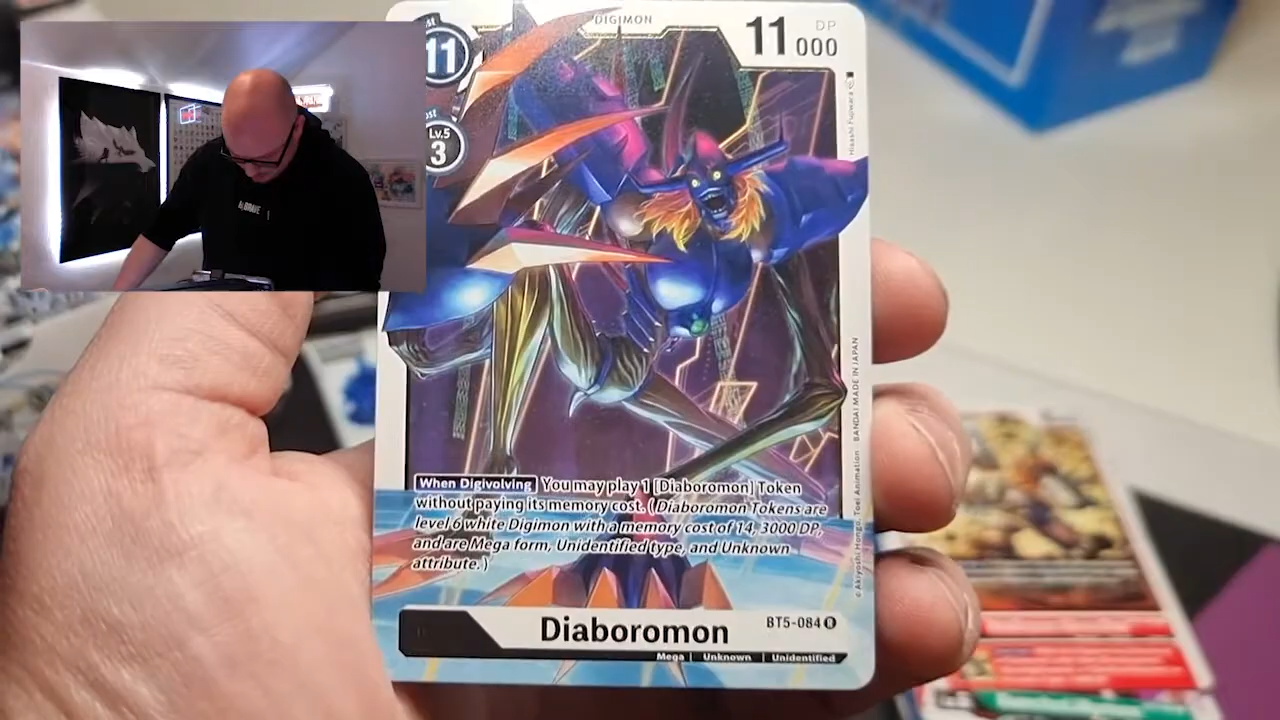 DIGIMON
11
11000
DP
Lv.5
3
Hisashi Fujiwara
When Digivolving You may play 1 [Diaboromon] Token
without paying its memory cost. (Diaboromon Tokens are
level 6 white Digimon with a memory cost of 14, 3000 DP,
and are Mega form, Unidentified type, and Unknown
attribute.)
© Akiyoshi Hongo, Toei Animation BANDAI MADE IN JAPAN
Diaboromon
BT5-084 R
Mega | Unknown | Unidentified